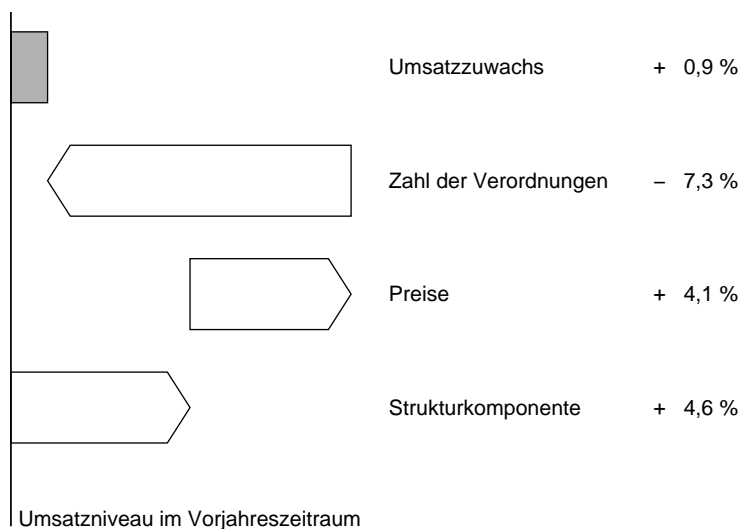 Umsatzzuwachs + 0,9 %
Zahl der Verordnungen – 7,3 %
Preise + 4,1 %
Strukturkomponente + 4,6 %
Umsatzniveau im Vorjahreszeitraum